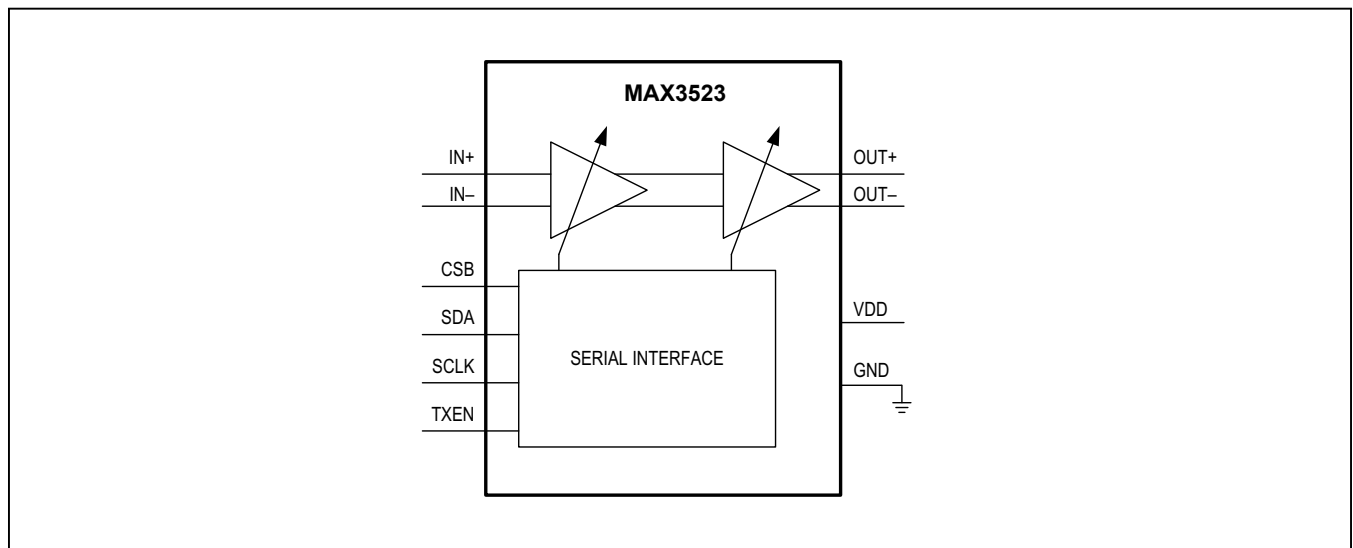 MAX3523
IN+
IN–
OUT+
OUT–
CSB
SDA
SCLK
TXEN
SERIAL INTERFACE
VDD
GND